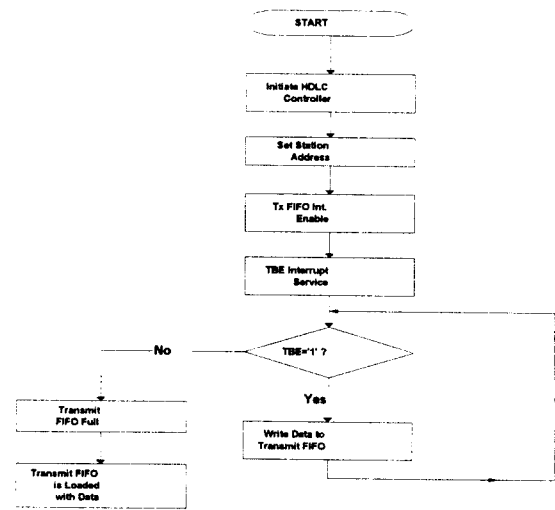 START
Initiate HDLC
Controller
Set Station
Address
Tx FIFO Int.
Enable
TBE Interrupt
Service
TBE='1' ?
No
Yes
Transmit
FIFO Full
Write Data to
Transmit FIFO
Transmit FIFO
is Loaded
with Data